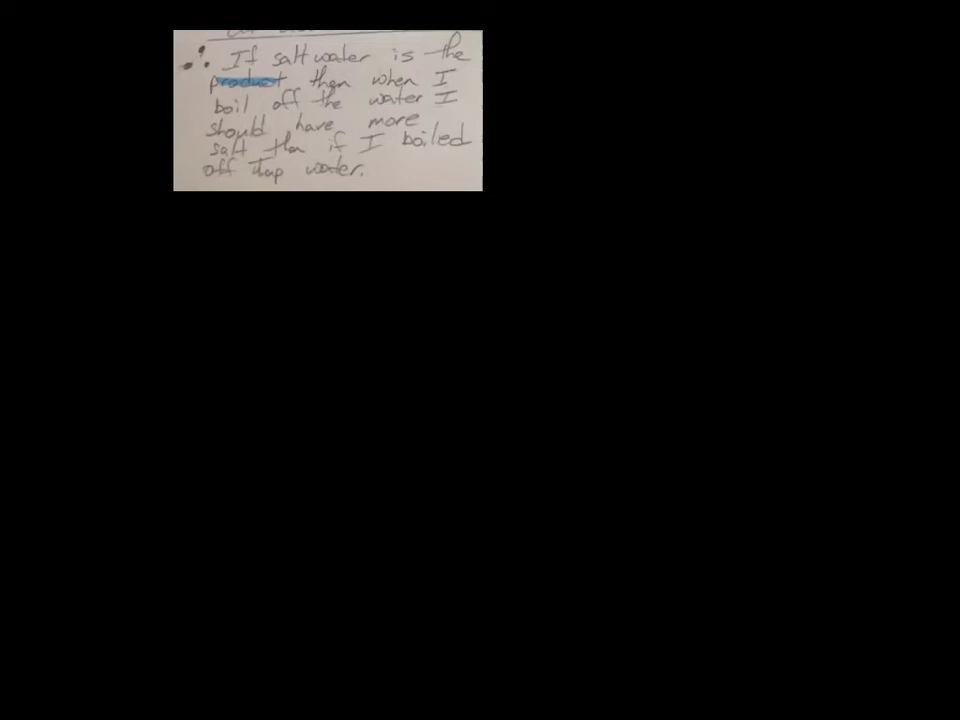 ∴ If salt water is the
product then when I
boil off the water I
should have more
salt than if I boiled
off tap water.